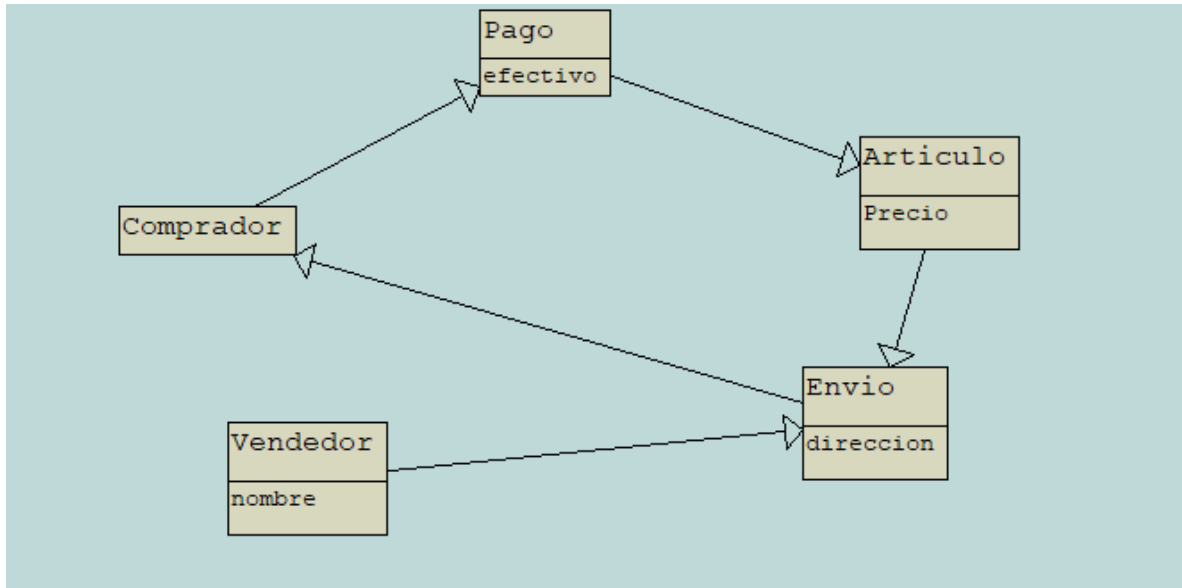 Pago
efectivo
Articulo
Precio
Comprador
Envio
direccion
Vendedor
nombre